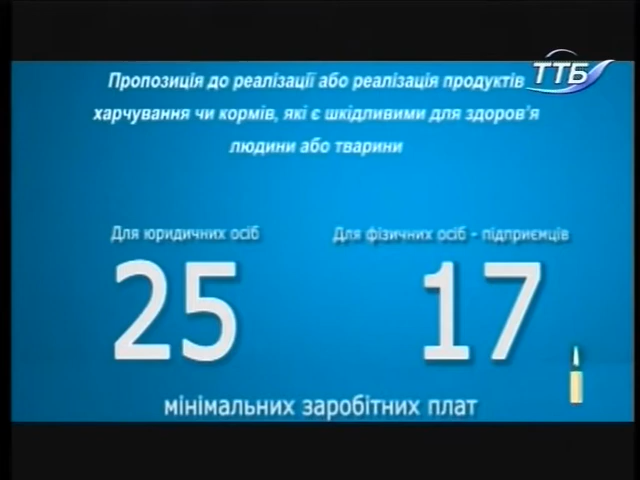 ТТБ
Пропозиція до реалізації або реалізація продуктів
харчування чи кормів, які є шкідливими для здоров'я
людини або тварини
Для юридичних осіб
Для фізичних осіб - підприємців
25
17
мінімальних заробітних плат